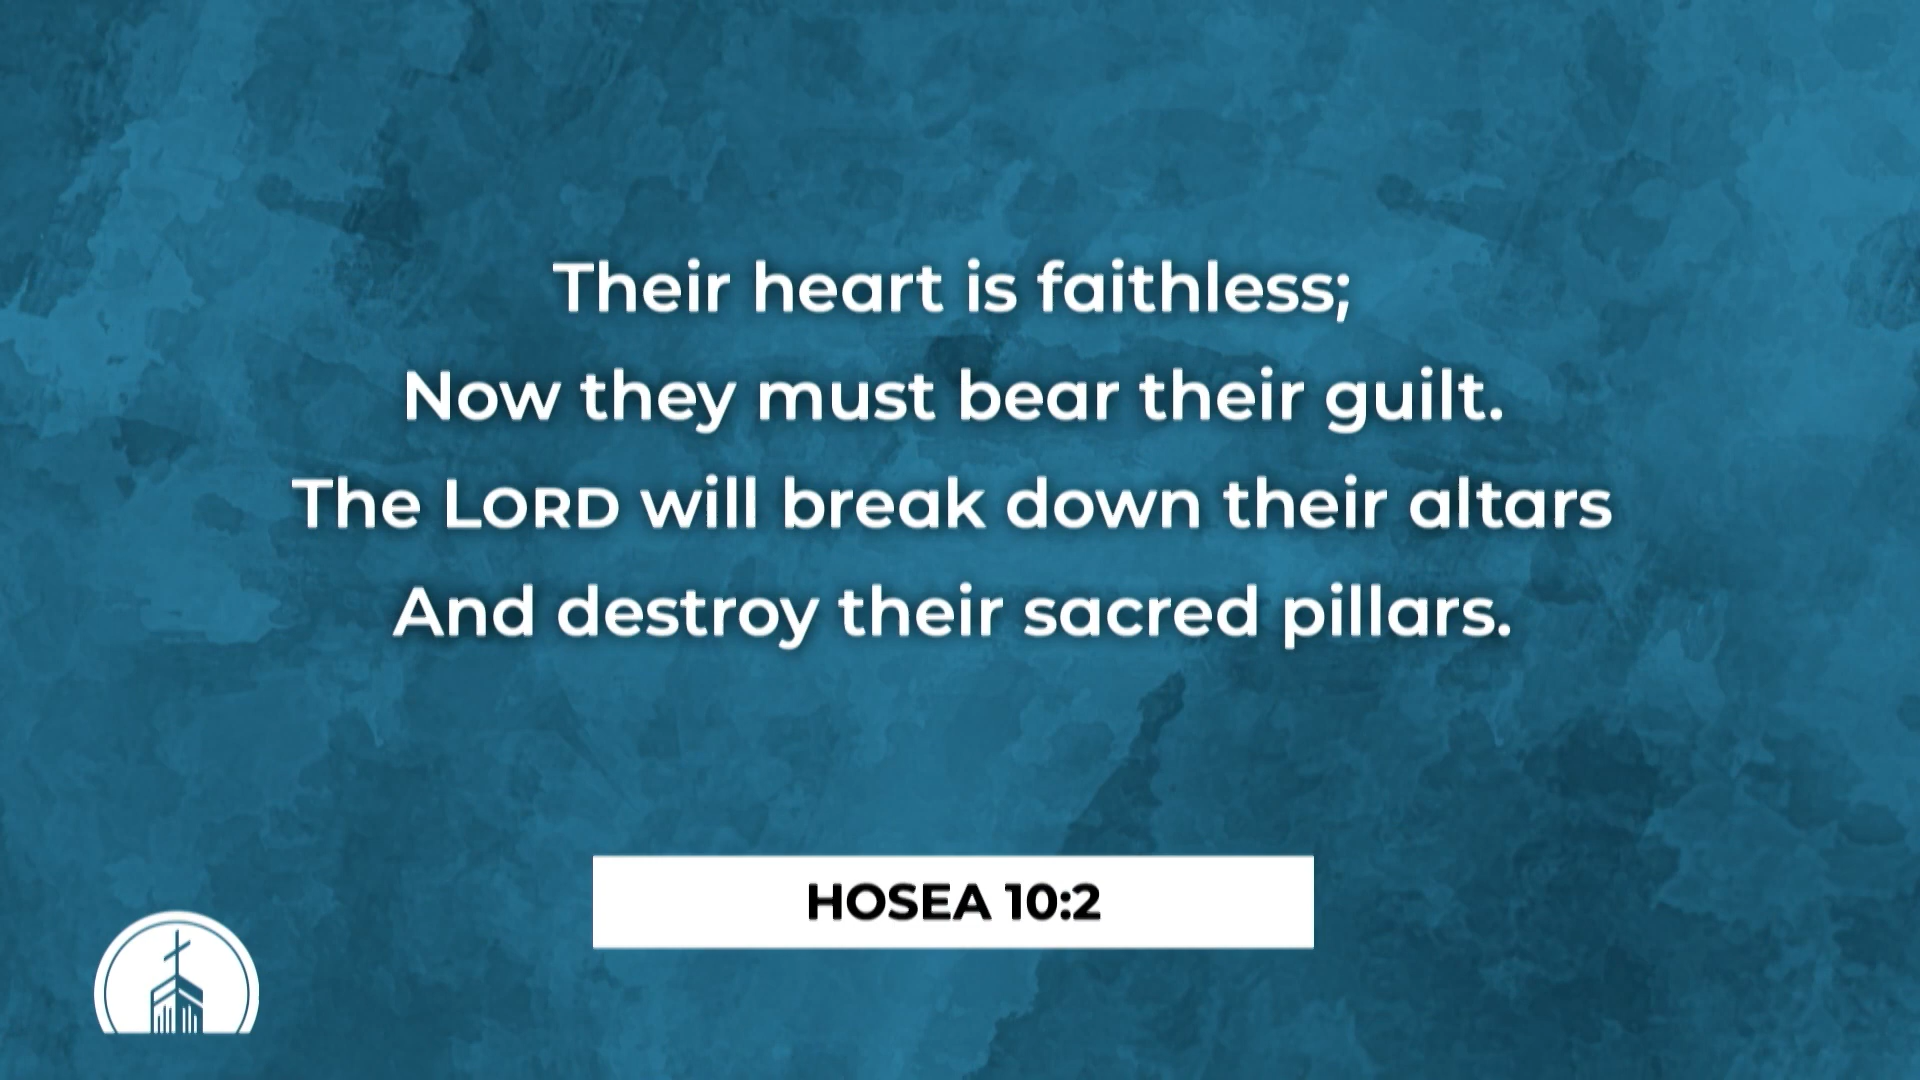 Their heart is faithless;
Now they must bear their guilt.
The LORD will break down their altars
And destroy their sacred pillars.
HOSEA 10:2